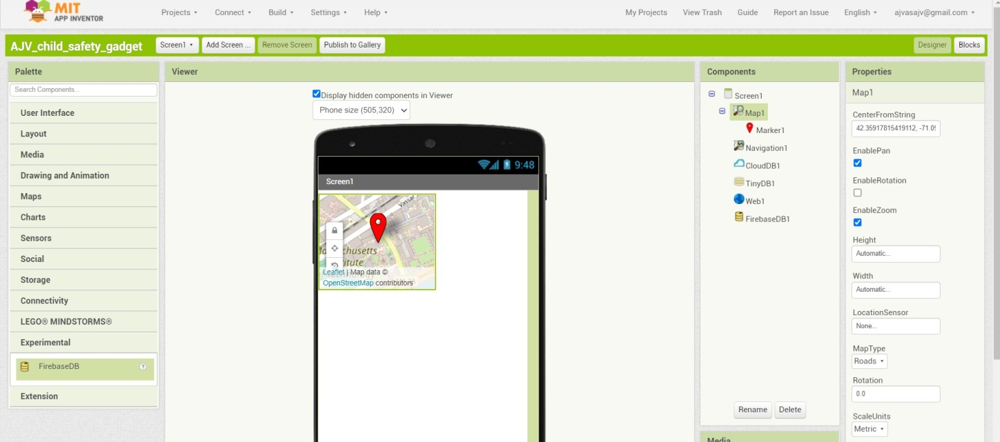 MIT
APP INVENTOR
Projects
Connect
Build
Settings
Help
My Projects
View Trash
Guide
Report an Issue
English
ajvasajv@gmail.com
AJV_child_safety_gadget
Screen1
Add Screen ...
Remove Screen
Publish to Gallery
Designer
Blocks
Palette
Search Components...
User Interface
Layout
Media
Drawing and Animation
Maps
Charts
Sensors
Social
Storage
Connectivity
LEGO® MINDSTORMS®
Experimental
FirebaseDB
?
Extension
Viewer
Display hidden components in Viewer
Phone size (505,320)
9:48
Screen1
Vassar
chusetts
itute
Leaflet | Map data ©
OpenStreetMap contributors
Components
Screen1
Map1
Marker1
Navigation1
CloudDB1
TinyDB1
Web1
FirebaseDB1
Rename
Delete
Media
Properties
Map1
CenterFromString
42.35917815419112, -71.09
EnablePan
EnableRotation
EnableZoom
Height
Automatic...
Width
Automatic...
LocationSensor
None...
MapType
Roads
Rotation
0.0
ScaleUnits
Metric